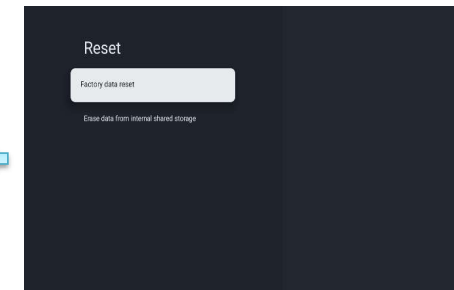 Reset
Factory data reset
Erase data from internal shared storage